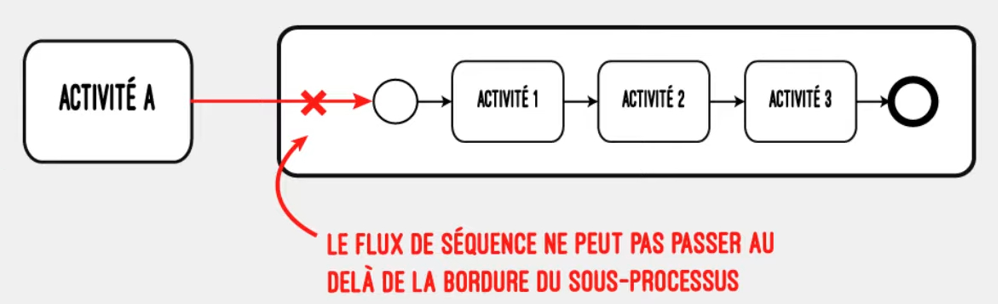 ACTIVITÉ A
ACTIVITÉ 1
ACTIVITÉ 2
ACTIVITÉ 3
LE FLUX DE SÉQUENCE NE PEUT PAS PASSER AU
DELÀ DE LA BORDURE DU SOUS-PROCESSUS